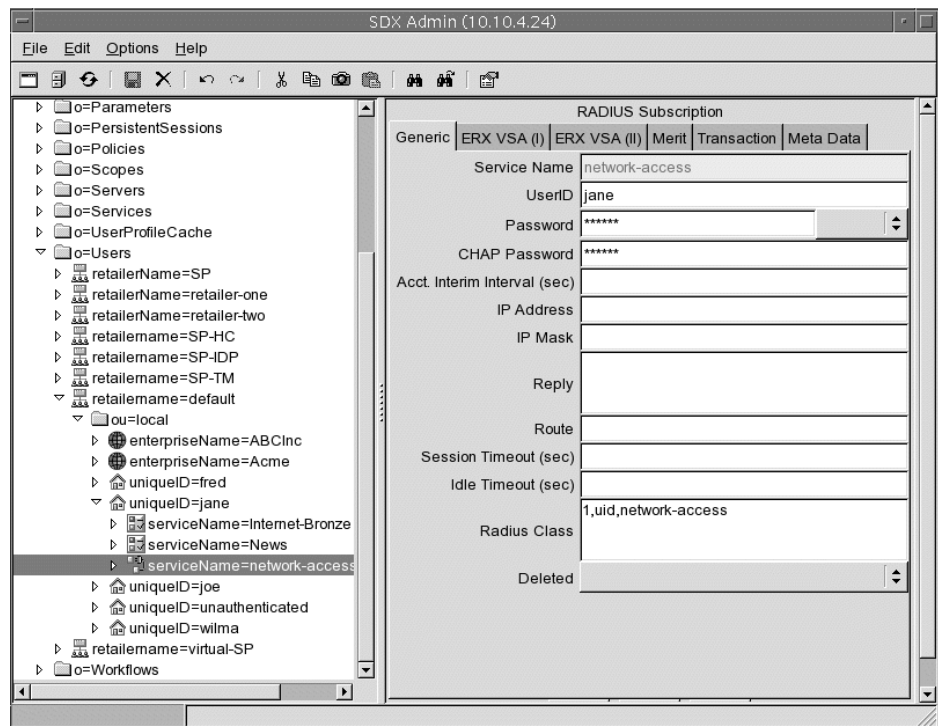 SDX Admin (10.10.4.24)
File Edit Options Help
o=Parameters
o=PersistentSessions
o=Policies
o=Scopes
o=Servers
o=Services
o=UserProfileCache
o=Users
retailerName=SP
retailerName=retailer-one
retailerName=retailer-two
retailername=SP-HC
retailername=SP-IDP
retailername=SP-TM
retailername=default
ou=local
enterpriseName=ABCInc
enterpriseName=Acme
uniqueID=fred
uniqueID=jane
serviceName=Internet-Bronze
serviceName=News
serviceName=network-access
uniqueID=joe
uniqueID=unauthenticated
uniqueID=wilma
retailername=virtual-SP
o=Workflows
RADIUS Subscription
Generic ERX VSA (I) ERX VSA (II) Merit Transaction Meta Data
Service Name network-access
UserID jane
Password ******
CHAP Password ******
Acct. Interim Interval (sec)
IP Address
IP Mask
Reply
Route
Session Timeout (sec)
Idle Timeout (sec)
Radius Class 1,uid,network-access
Deleted